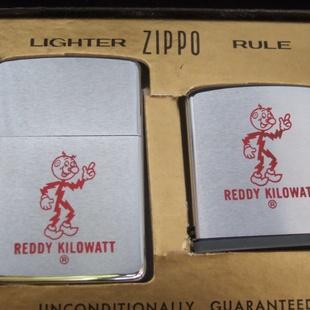 LIGHTER ZIPPO RULE
REDDY KILOWATT
®
REDDY KILOWATT
®
UNCONDITIONALLY GUARANTEED